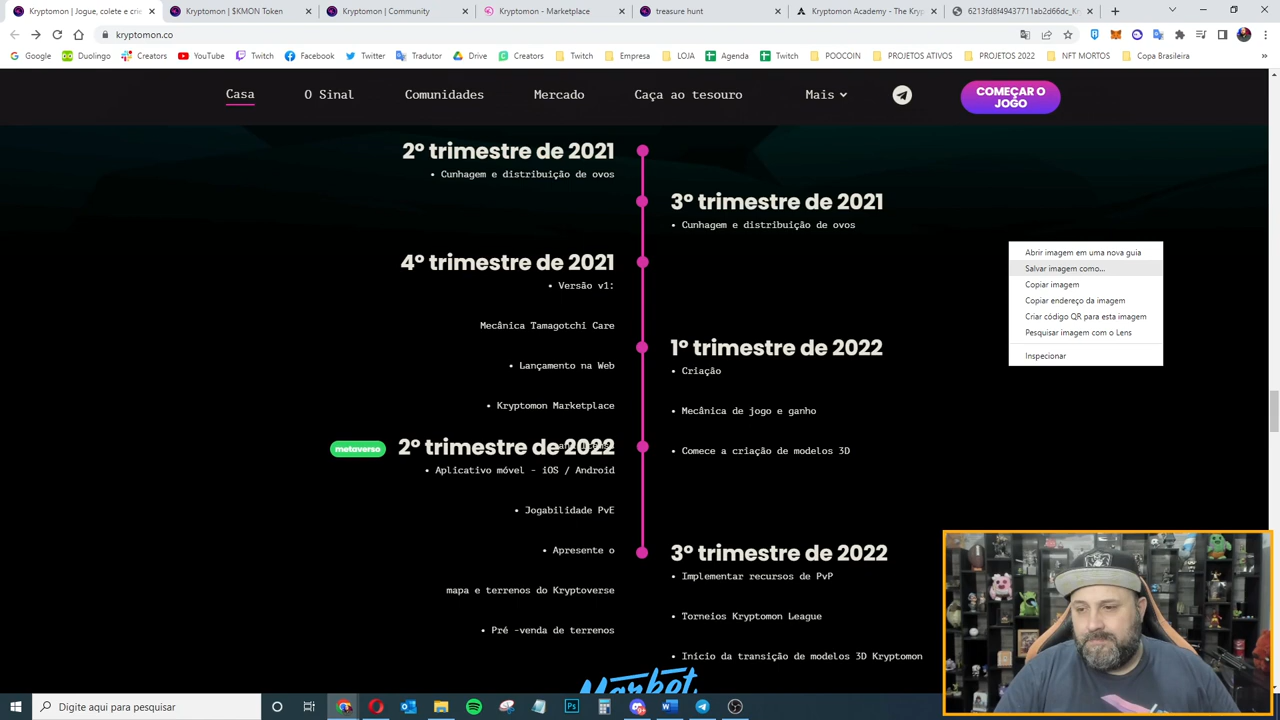 Kryptomon | Jogue, colete e crie
Kryptomon | $KMON Token
Kryptomon | Community
Kryptomon - Marketplace
treasure hunt
Kryptomon Academy - The Kry
6213fd8f49437711ab2d66dc_K
kryptomon.co
Google
Duolingo
Creators
YouTube
Twitch
Facebook
Twitter
Tradutor
Drive
Creators
Twitch
Empresa
LOJA
Agenda
Twitch
POOCOIN
PROJETOS ATIVOS
PROJETOS 2022
NFT MORTOS
Copa Brasileira
»
Casa
O Sinal
Comunidades
Mercado
Caça ao tesouro
Mais
COMEÇAR O
JOGO
2º trimestre de 2021
• Cunhagem e distribuição de ovos
3º trimestre de 2021
• Cunhagem e distribuição de ovos
4º trimestre de 2021
• Versão v1:
Mecânica Tamagotchi Care
• Lançamento na Web
• Kryptomon Marketplace
1º trimestre de 2022
• Criação
• Mecânica de jogo e ganho
• Comece a criação de modelos 3D
metaverso
2º trimestre de 2022
• Aplicativo móvel - iOS / Android
• Jogabilidade PvE
• Apresente o
mapa e terrenos do Kryptoverse
• Pré -venda de terrenos
3º trimestre de 2022
• Implementar recursos de PvP
• Torneios Kryptomon League
• Início da transição de modelos 3D Kryptomon
Abrir imagem em uma nova guia
Salvar imagem como...
Copiar imagem
Copiar endereço da imagem
Criar código QR para esta imagem
Pesquisar imagem com o Lens
Inspecionar
Digite aqui para pesquisar